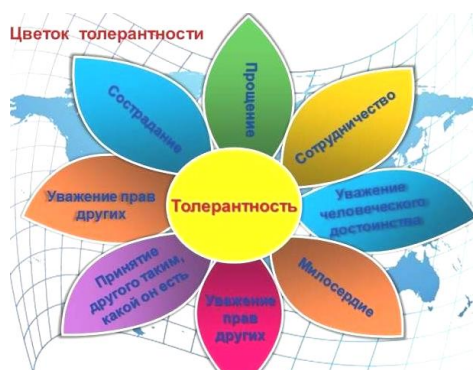 Цветок толерантности
Прощение
Сотрудничество
Уважение
человеческого
достоинства
Милосердие
Уважение
прав
других
Принятие
другого таким,
какой он есть
Уважение прав
других
Сострадание
Толерантность